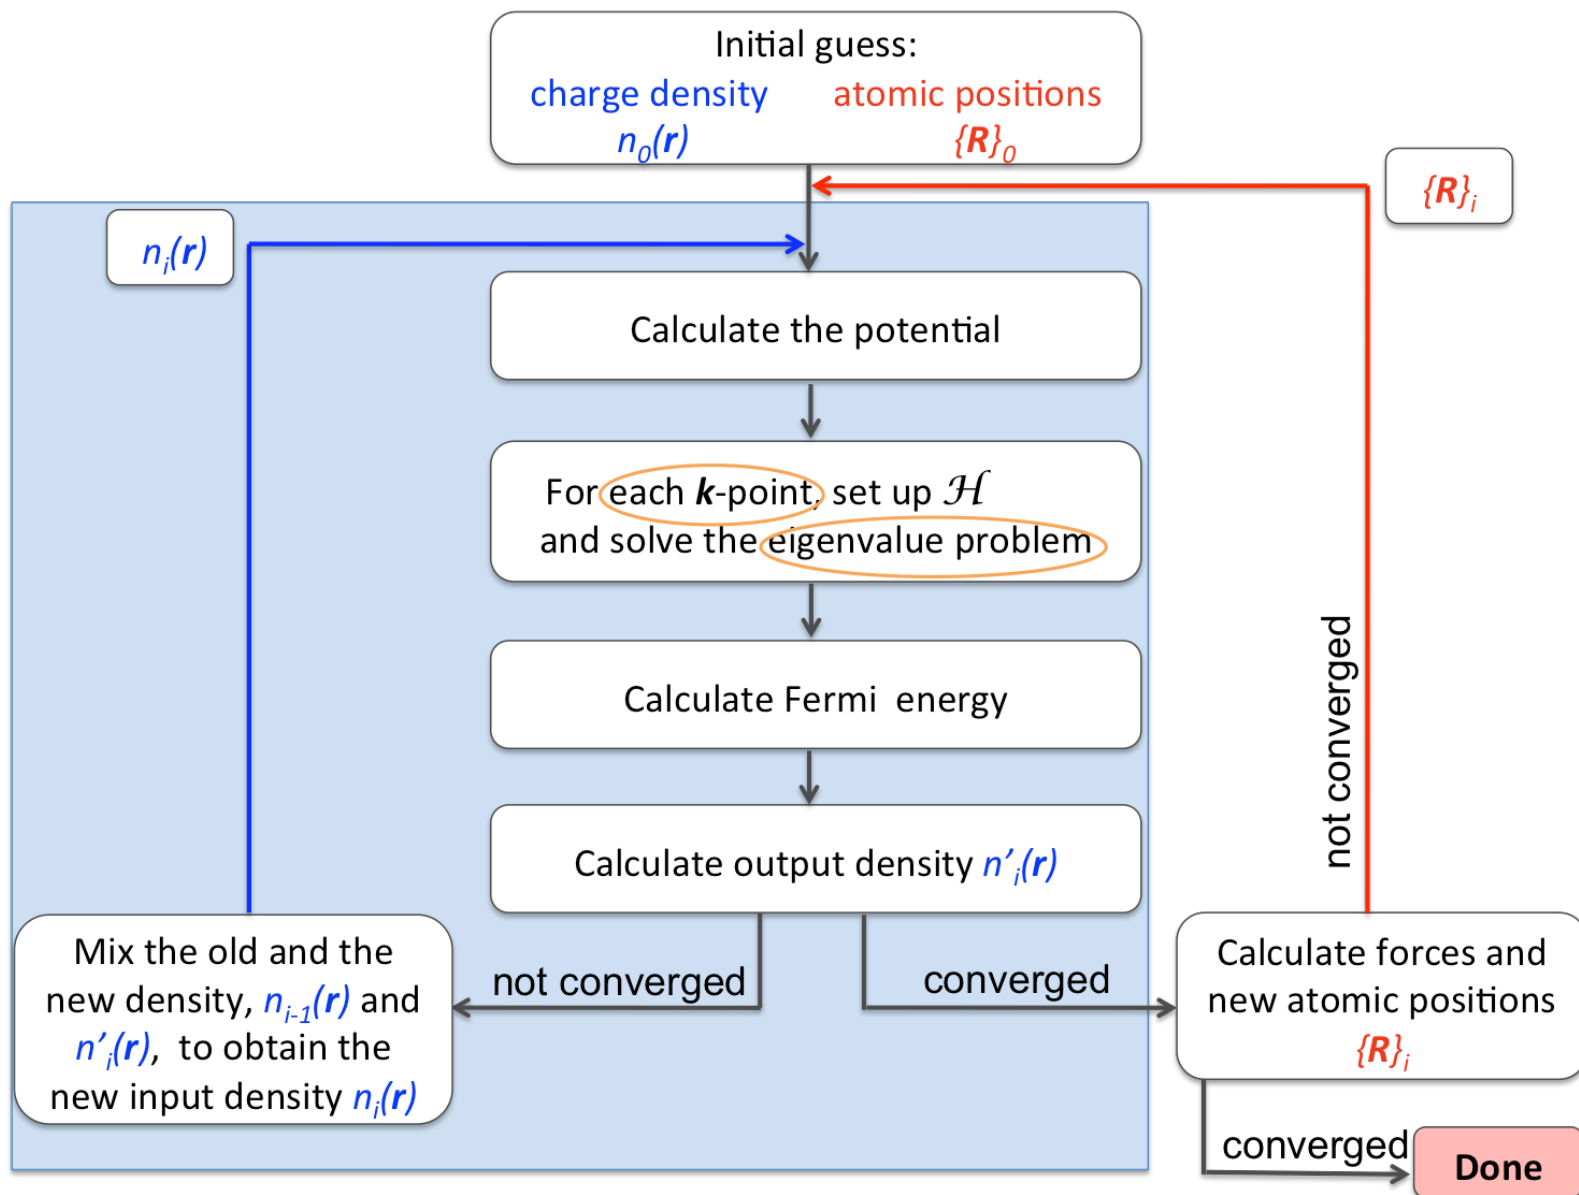 Initial guess:
charge density atomic positions
n₀(r) {R}₀
{R}ᵢ
nᵢ(r)
Calculate the potential
For each k-point, set up ℋ
and solve the eigenvalue problem
Calculate Fermi energy
Calculate output density n’ᵢ(r)
not converged
converged
not converged
Mix the old and the
new density, nᵢ₋₁(r) and
n’ᵢ(r), to obtain the
new input density nᵢ(r)
Calculate forces and
new atomic positions
{R}ᵢ
converged
Done